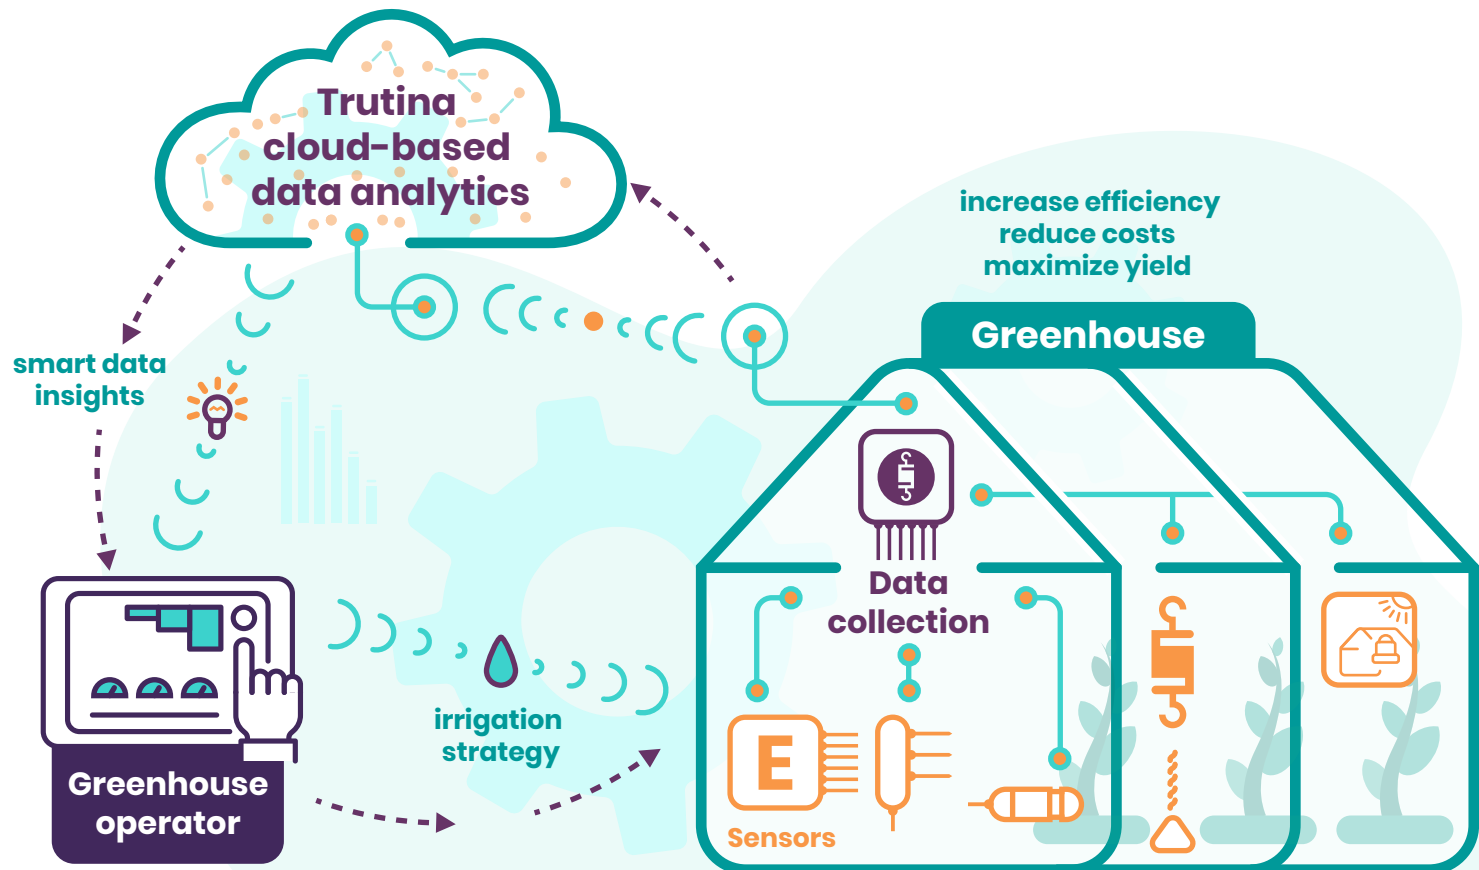 Trutina
cloud-based
data analytics
increase efficiency
reduce costs
maximize yield
Greenhouse
smart data
insights
Data
collection
irrigation
strategy
E
Sensors
Greenhouse
operator